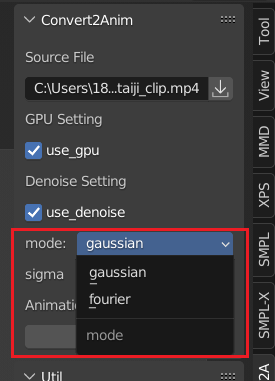 Convert2Anim
Source File
C:\Users\18...taiji_clip.mp4
GPU Setting
use_gpu
Denoise Setting
use_denoise
mode: gaussian
sigma
gaussian
fourier
Animati
mode
Util
Tool
View
MMD
XPS
SMPL
SMPL-X
2A